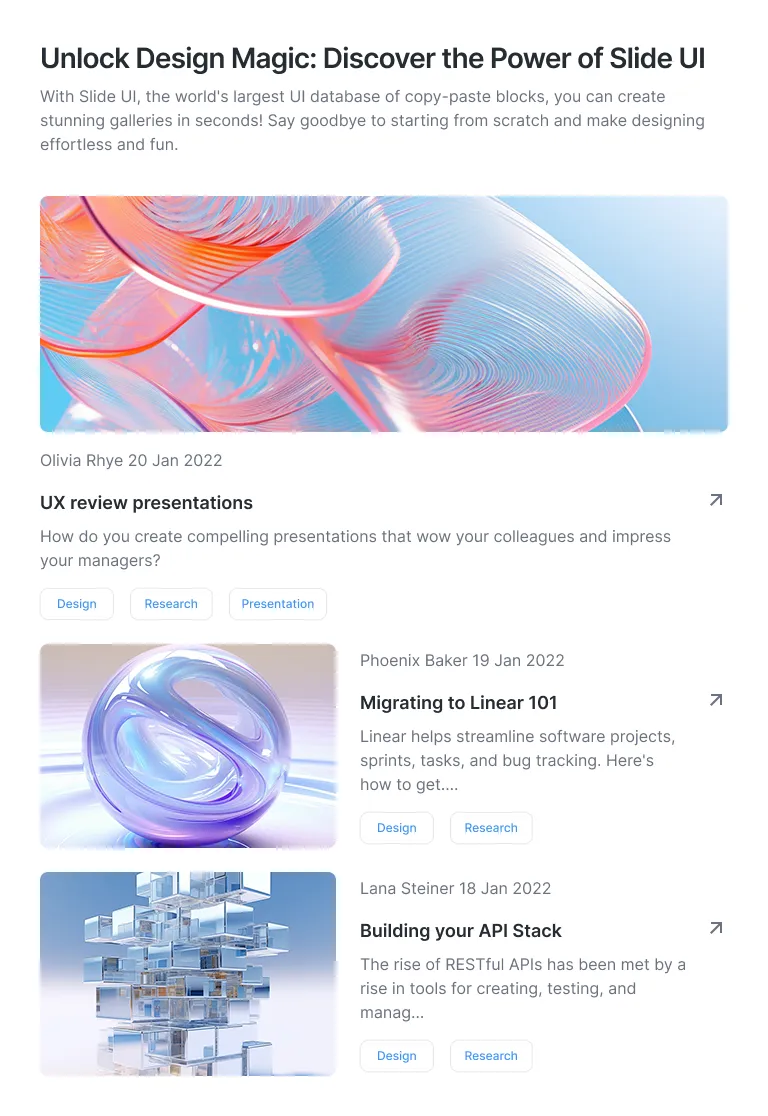 Unlock Design Magic: Discover the Power of Slide UI
With Slide UI, the world's largest UI database of copy-paste blocks, you can create
stunning galleries in seconds! Say goodbye to starting from scratch and make designing
effortless and fun.
Olivia Rhye 20 Jan 2022
UX review presentations
How do you create compelling presentations that wow your colleagues and impress
your managers?
Design
Research
Presentation
Phoenix Baker 19 Jan 2022
Migrating to Linear 101
Linear helps streamline software projects,
sprints, tasks, and bug tracking. Here's
how to get....
Design
Research
Lana Steiner 18 Jan 2022
Building your API Stack
The rise of RESTful APIs has been met by a
rise in tools for creating, testing, and
manag...
Design
Research